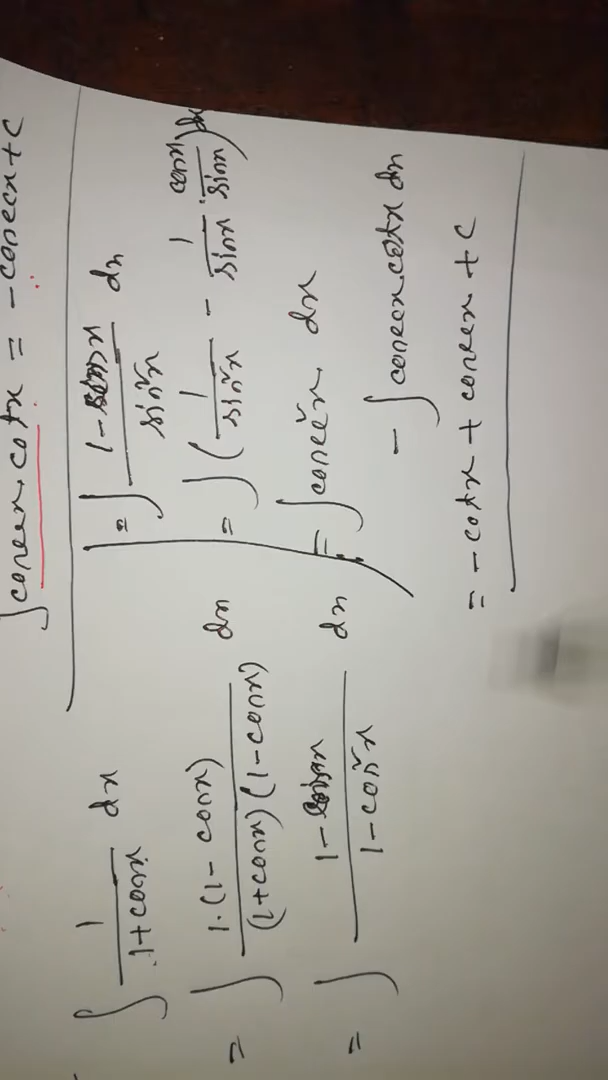 ∫cosecx.cotx = -cosecx+c
∫ 1/(1+cosx) dx
= ∫ 1.(1-cosx)/((1+cosx)(1-cosx)) dx
= ∫ (1-cosx)/(1-cos²x) dx
= ∫ (1-cosx)/(sin²x) dx
= ∫ (1/sin²x - 1/sinx . cosx/sinx) dx
= ∫cosec²x dx - ∫cosecx.cotx dx
= -cotx + cosecx + c